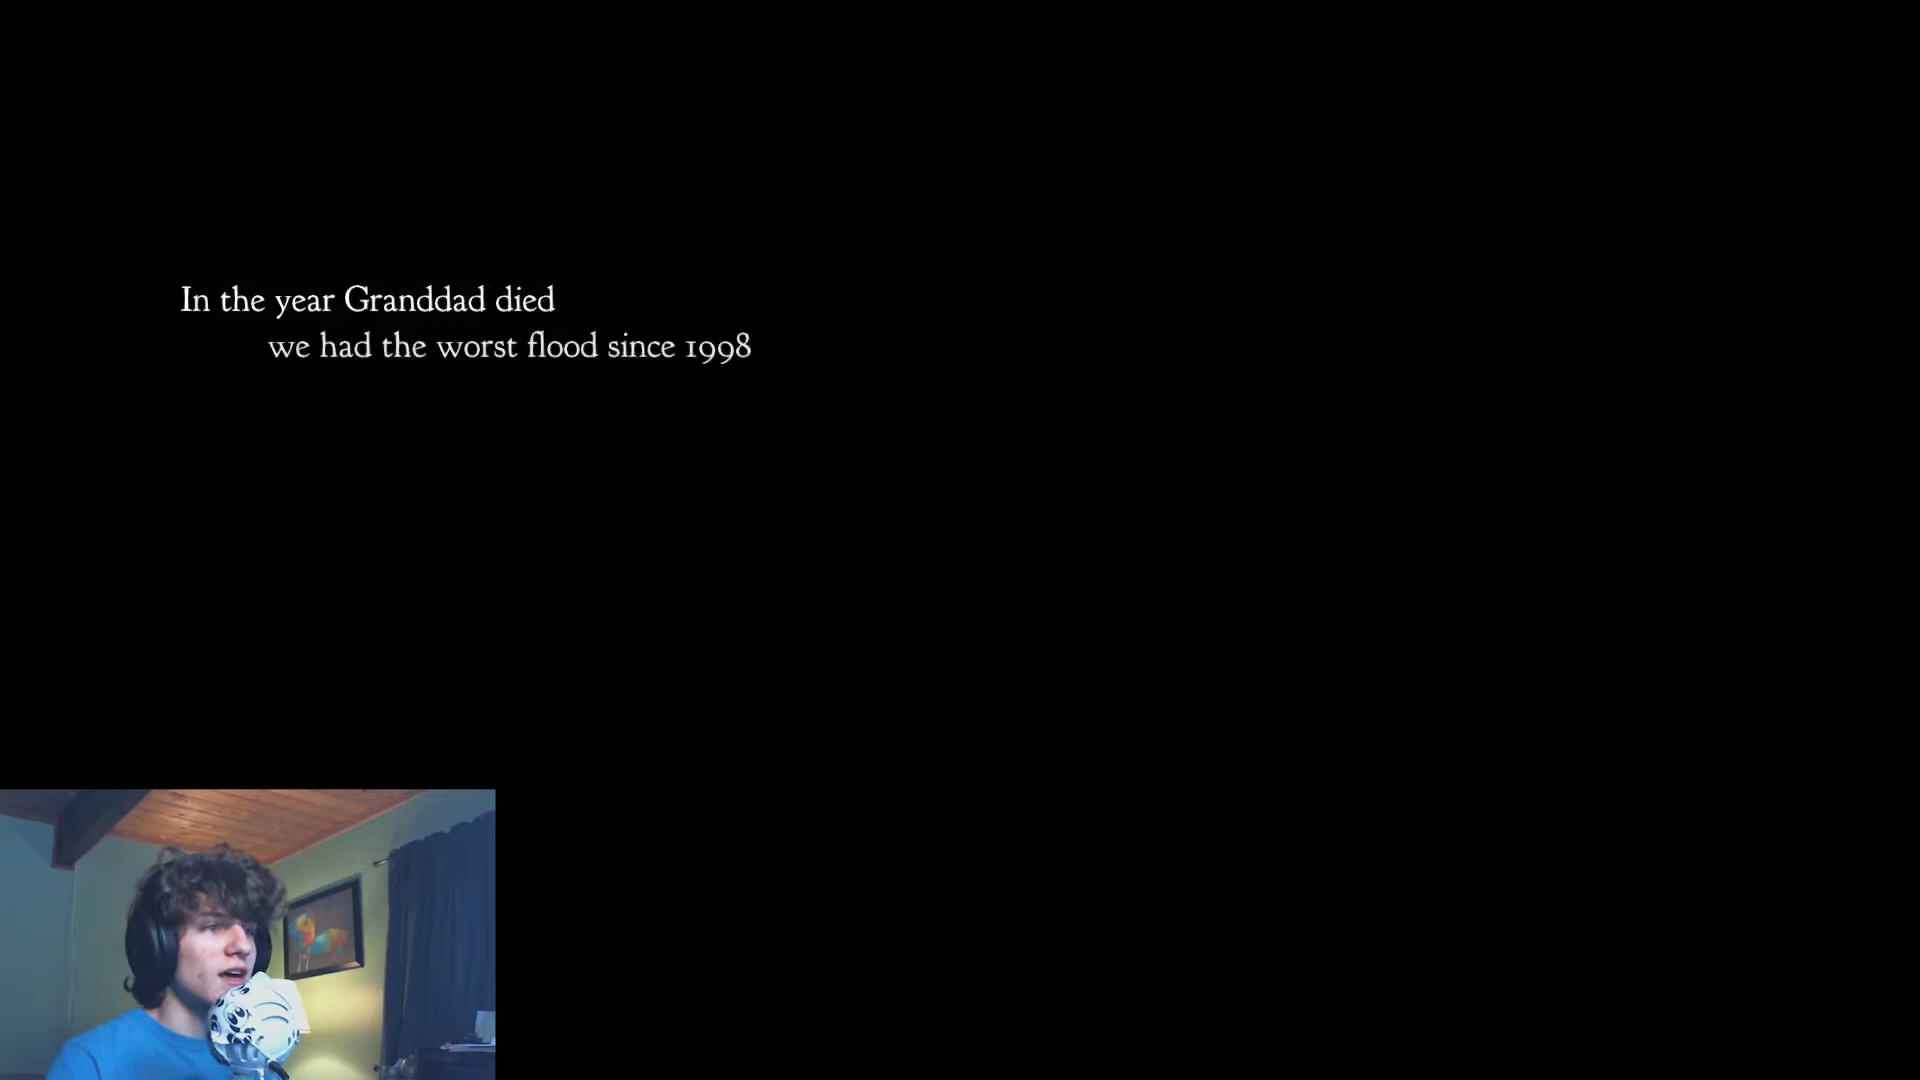 In the year Granddad died
we had the worst flood since 1998